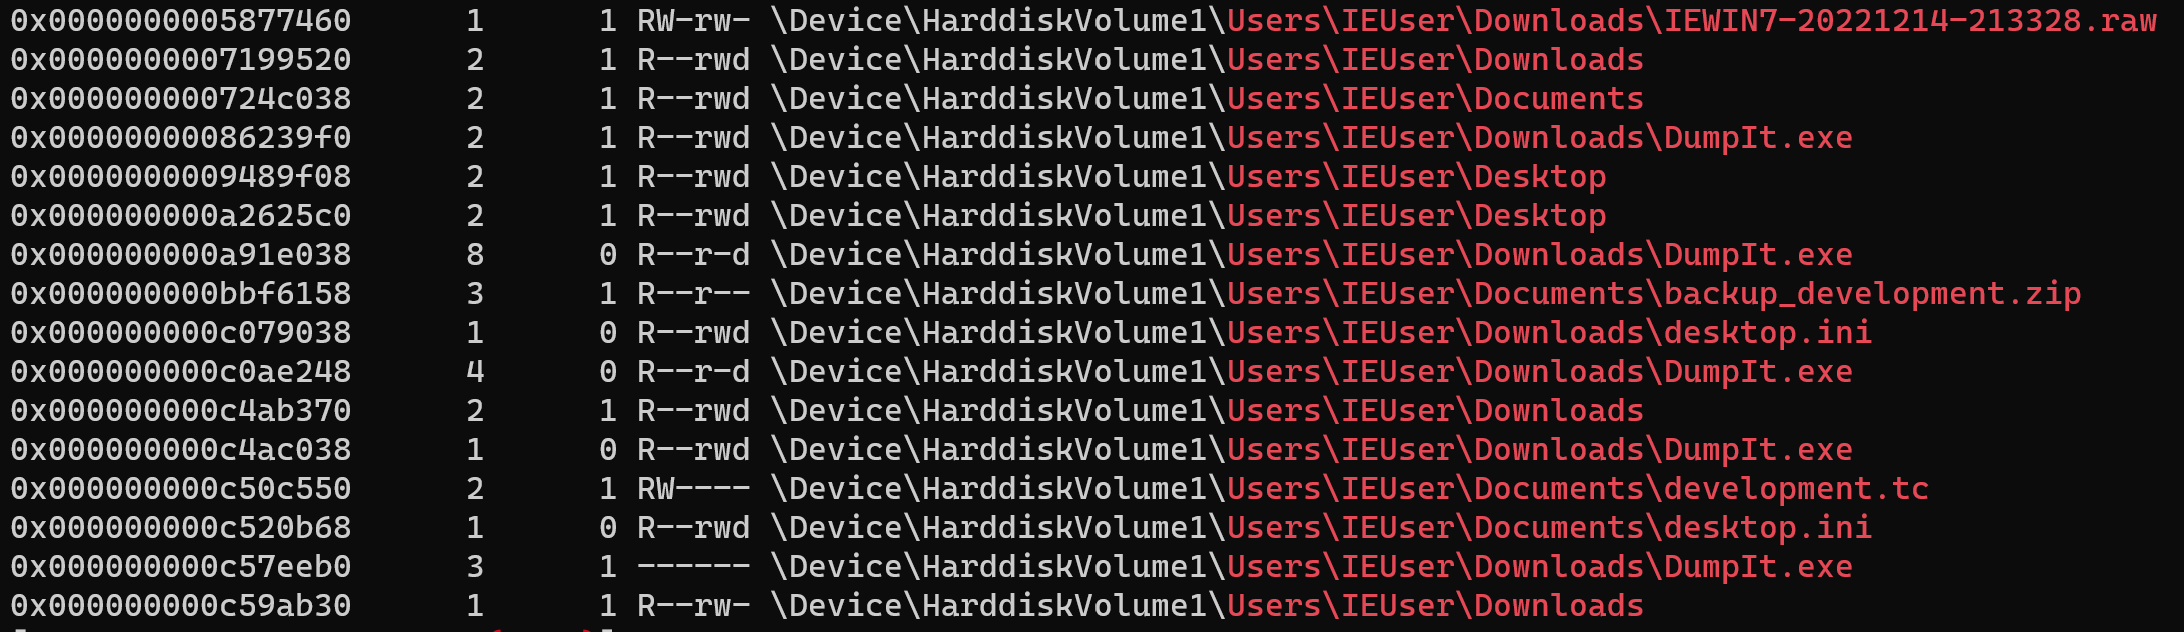 0x0000000005877460      1      1 RW-rw- \Device\HarddiskVolume1\Users\IEUser\Downloads\IEWIN7-20221214-213328.raw
0x0000000007199520      2      1 R--rwd \Device\HarddiskVolume1\Users\IEUser\Downloads
0x000000000724c038      2      1 R--rwd \Device\HarddiskVolume1\Users\IEUser\Documents
0x00000000086239f0      2      1 R--rwd \Device\HarddiskVolume1\Users\IEUser\Downloads\DumpIt.exe
0x0000000009489f08      2      1 R--rwd \Device\HarddiskVolume1\Users\IEUser\Desktop
0x000000000a2625c0      2      1 R--rwd \Device\HarddiskVolume1\Users\IEUser\Desktop
0x000000000a91e038      8      0 R--r-d \Device\HarddiskVolume1\Users\IEUser\Downloads\DumpIt.exe
0x000000000bbf6158      3      1 R--r-- \Device\HarddiskVolume1\Users\IEUser\Documents\backup_development.zip
0x000000000c079038      1      0 R--rwd \Device\HarddiskVolume1\Users\IEUser\Downloads\desktop.ini
0x000000000c0ae248      4      0 R--r-d \Device\HarddiskVolume1\Users\IEUser\Downloads\DumpIt.exe
0x000000000c4ab370      2      1 R--rwd \Device\HarddiskVolume1\Users\IEUser\Downloads
0x000000000c4ac038      1      0 R--rwd \Device\HarddiskVolume1\Users\IEUser\Downloads\DumpIt.exe
0x000000000c50c550      2      1 RW---- \Device\HarddiskVolume1\Users\IEUser\Documents\development.tc
0x000000000c520b68      1      0 R--rwd \Device\HarddiskVolume1\Users\IEUser\Documents\desktop.ini
0x000000000c57eeb0      3      1 ------ \Device\HarddiskVolume1\Users\IEUser\Downloads\DumpIt.exe
0x000000000c59ab30      1      1 R--rw- \Device\HarddiskVolume1\Users\IEUser\Downloads